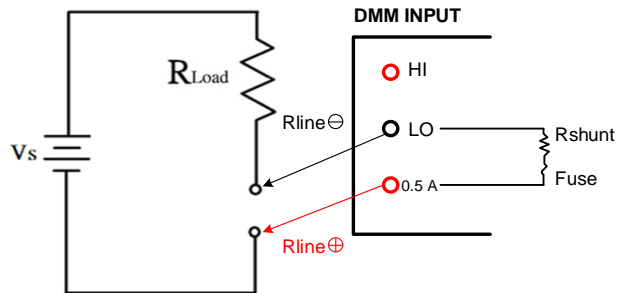 DMM INPUT
HI
RLoad
Rline⊖
LO
Rshunt
Vs
0.5 A
Fuse
Rline⊕